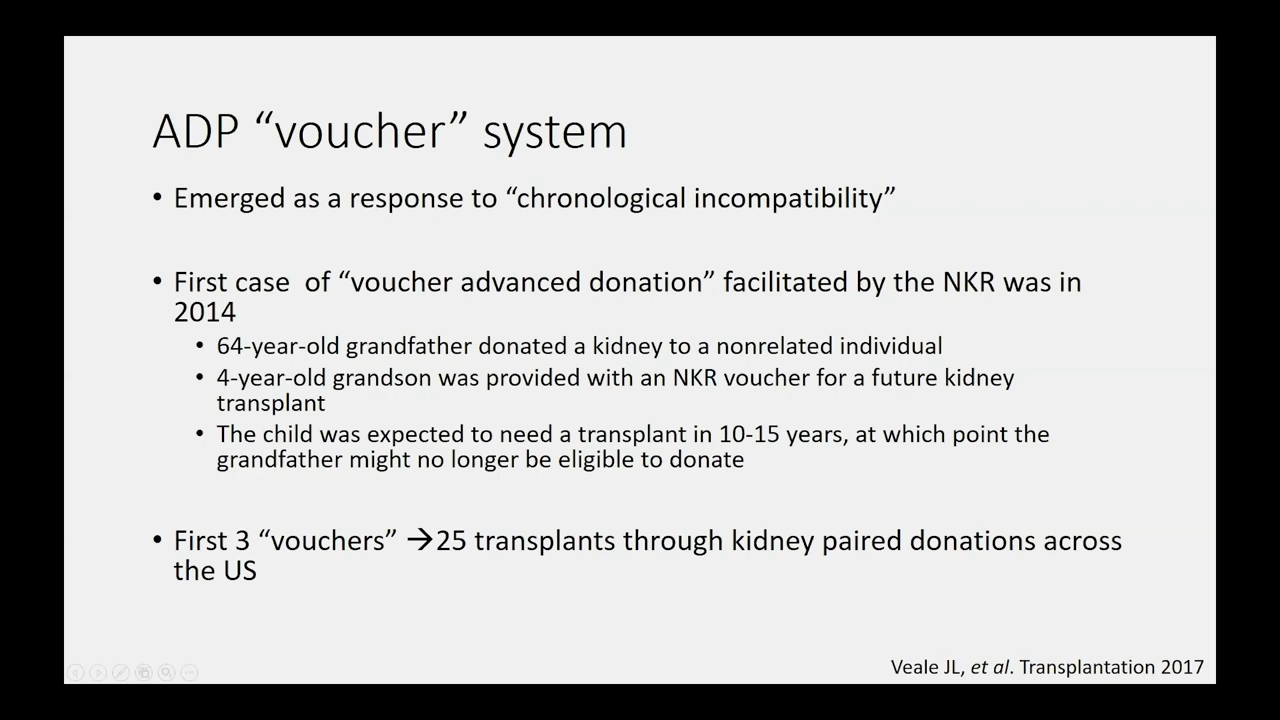 ADP “voucher” system
• Emerged as a response to “chronological incompatibility”
• First case  of “voucher advanced donation” facilitated by the NKR was in
2014
• 64-year-old grandfather donated a kidney to a nonrelated individual
• 4-year-old grandson was provided with an NKR voucher for a future kidney
transplant
• The child was expected to need a transplant in 10-15 years, at which point the
grandfather might no longer be eligible to donate
• First 3 “vouchers” →25 transplants through kidney paired donations across
the US
Veale JL, et al. Transplantation 2017